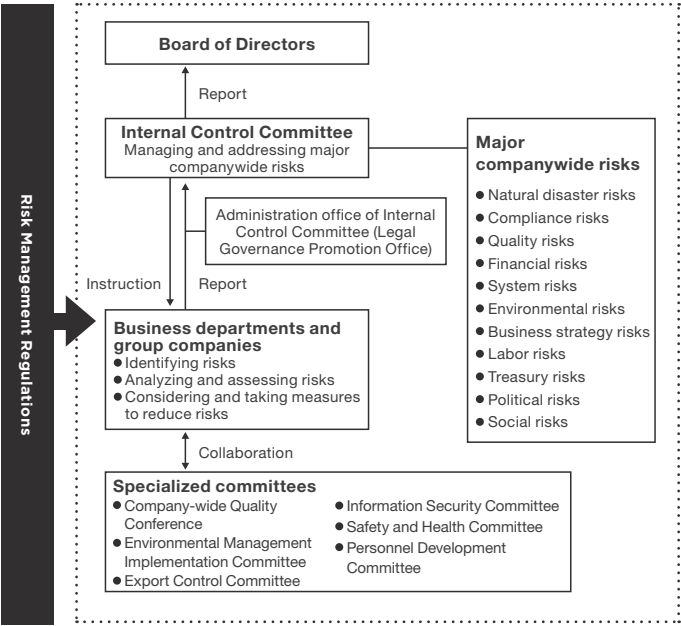 Risk Management Regulations
Board of Directors
Report
Internal Control Committee
Managing and addressing major
companywide risks
Administration office of Internal
Control Committee (Legal
Governance Promotion Office)
Instruction
Report
Business departments and
group companies
● Identifying risks
● Analyzing and assessing risks
● Considering and taking measures
to reduce risks
Collaboration
Specialized committees
● Company-wide Quality
Conference
● Environmental Management
Implementation Committee
● Export Control Committee
● Information Security Committee
● Safety and Health Committee
● Personnel Development
Committee
Major
companywide risks
● Natural disaster risks
● Compliance risks
● Quality risks
● Financial risks
● System risks
● Environmental risks
● Business strategy risks
● Labor risks
● Treasury risks
● Political risks
● Social risks